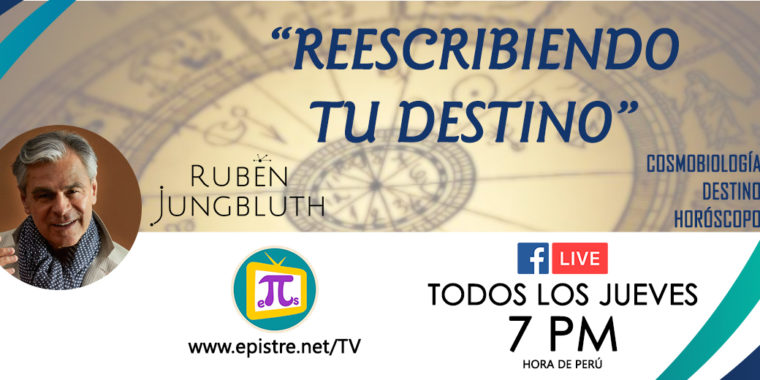 “REESCRIBIENDO
TU DESTINO”
RUBÉN
JUNGBLUTH
COSMOBIOLOGÍA
DESTINO
HORÓSCOPO
e π s
www.epistre.net/TV
f LIVE
TODOS LOS JUEVES
7 PM
HORA DE PERÚ